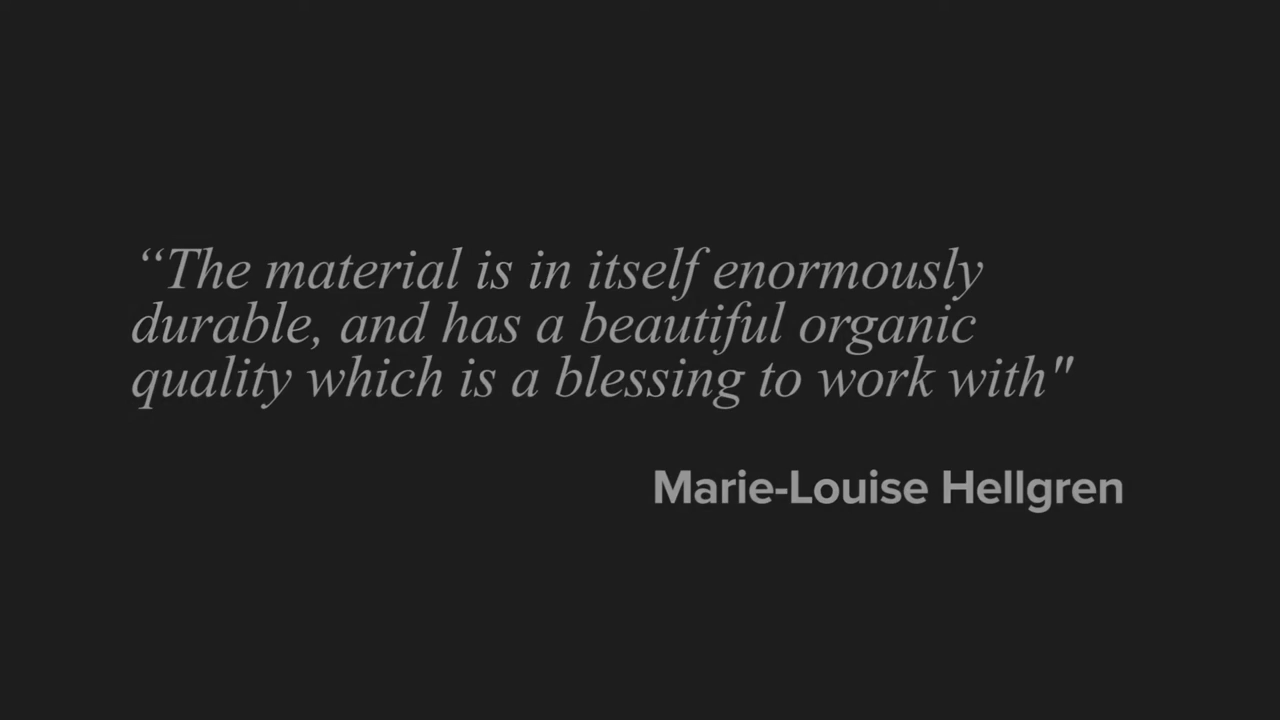 “The material is in itself enormously
durable, and has a beautiful organic
quality which is a blessing to work with"
Marie-Louise Hellgren